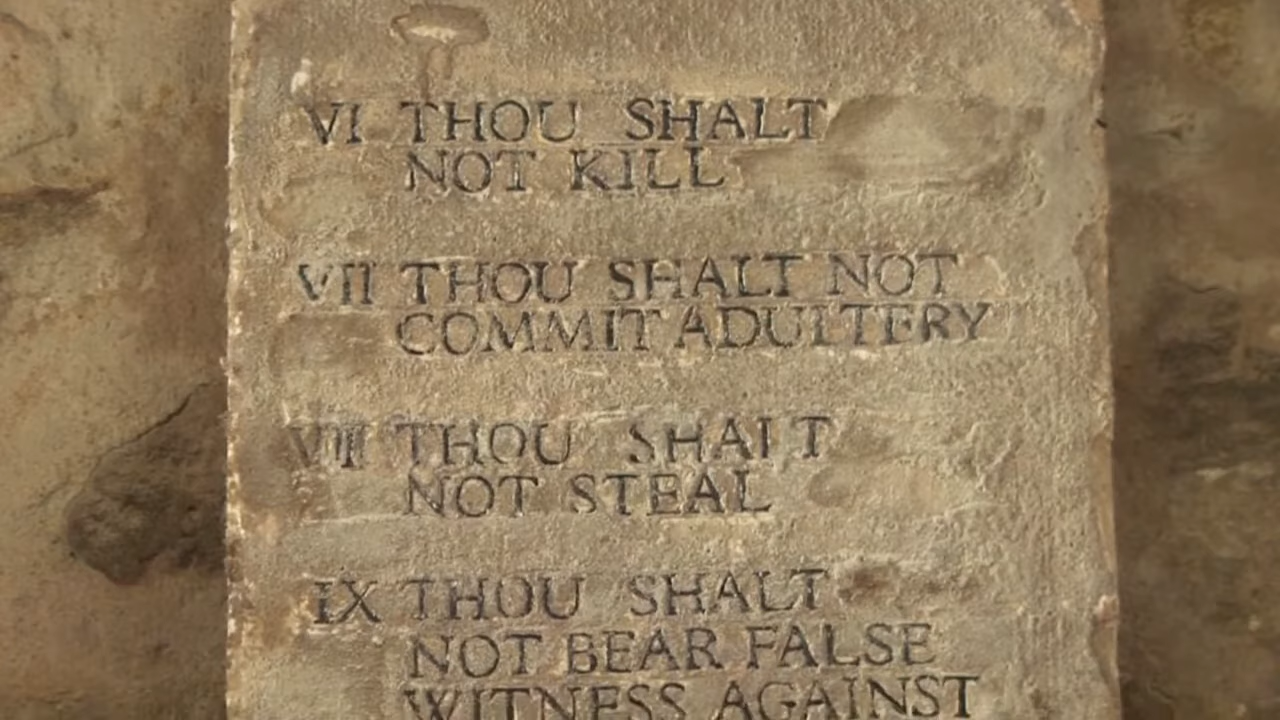 VI THOU SHALT
NOT KILL
VII THOU SHALT NOT
COMMIT ADULTERY
VIII THOU SHALT
NOT STEAL
IX THOU SHALT
NOT BEAR FALSE
WITNESS AGAINST